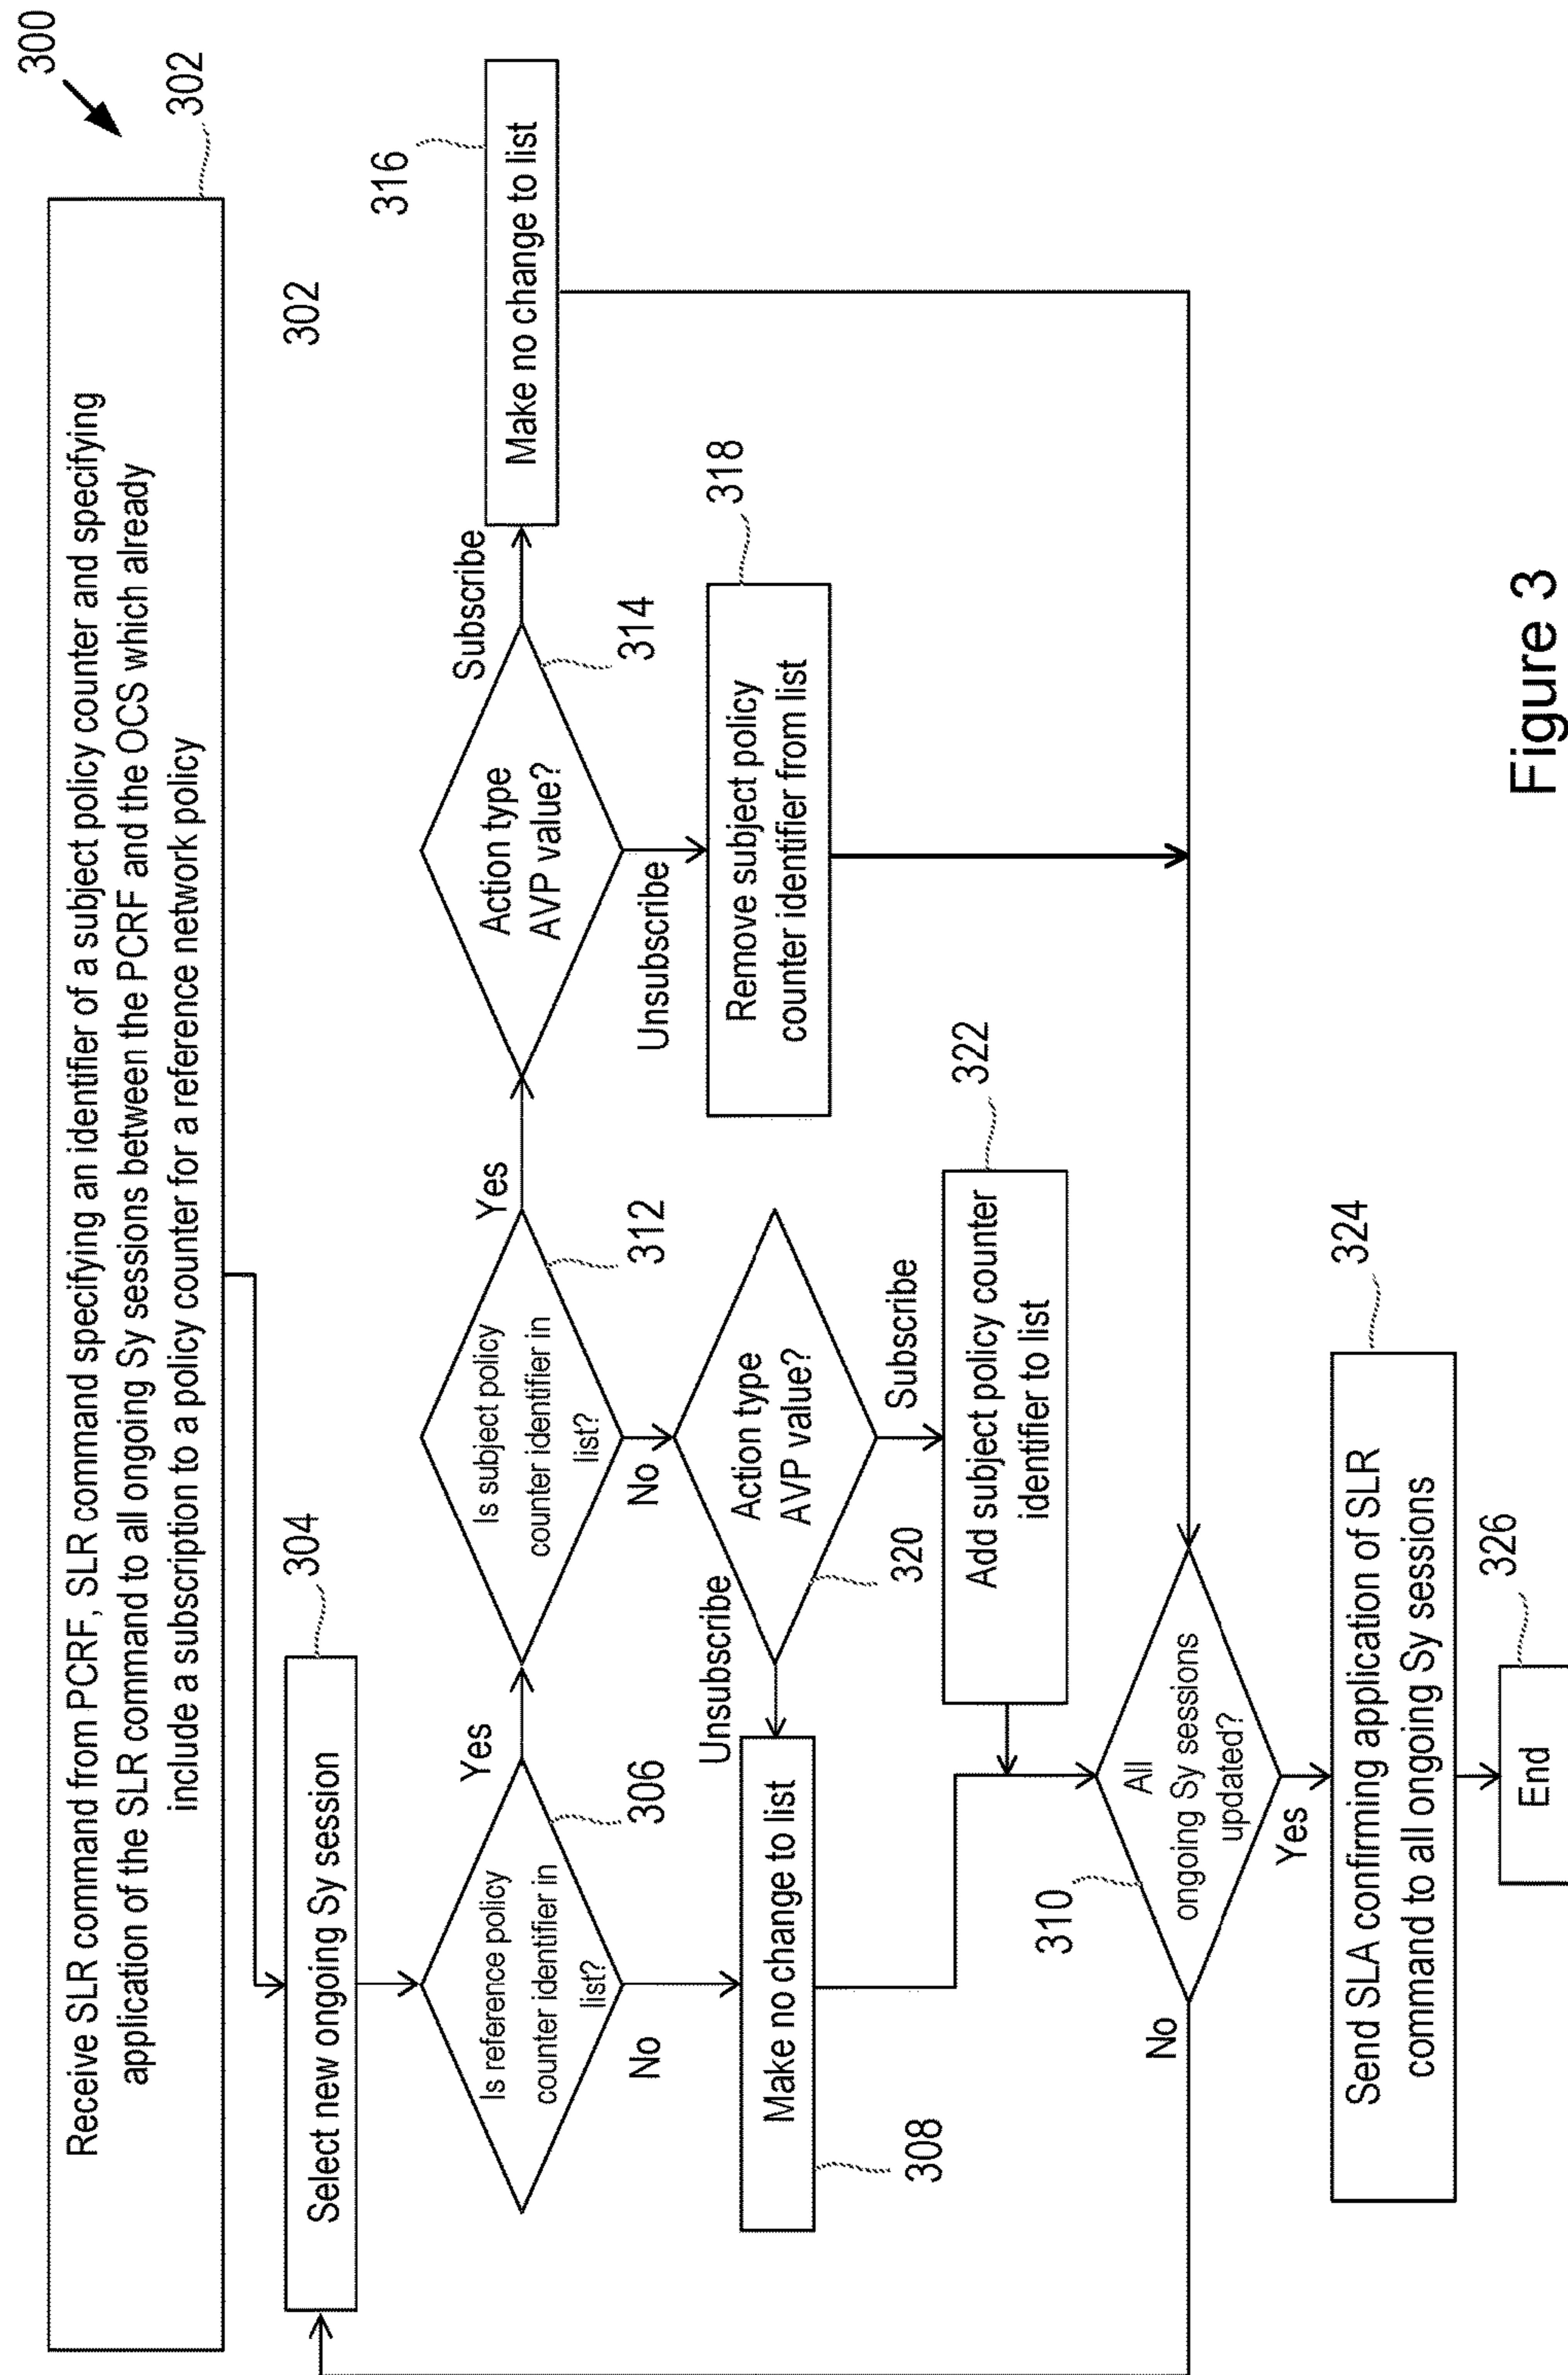 300
302
Receive SLR command from PCRF, SLR command specifying an identifier of a subject policy counter and specifying
application of the SLR command to all ongoing Sy sessions between the PCRF and the OCS which already
include a subscription to a policy counter for a reference network policy
302
304
Select new ongoing Sy session
306
Is reference policy
counter identifier in
list?
Yes
No
312
Is subject policy
counter identifier in
list?
Yes
No
314
Action type
AVP value?
Subscribe
Unsubscribe
316
Make no change to list
318
Remove subject policy
counter identifier from list
320
Action type
AVP value?
Unsubscribe
Subscribe
322
Add subject policy counter
identifier to list
308
Make no change to list
310
All
ongoing Sy sessions
updated?
No
Yes
324
Send SLA confirming application of SLR
command to all ongoing Sy sessions
326
End
Figure 3